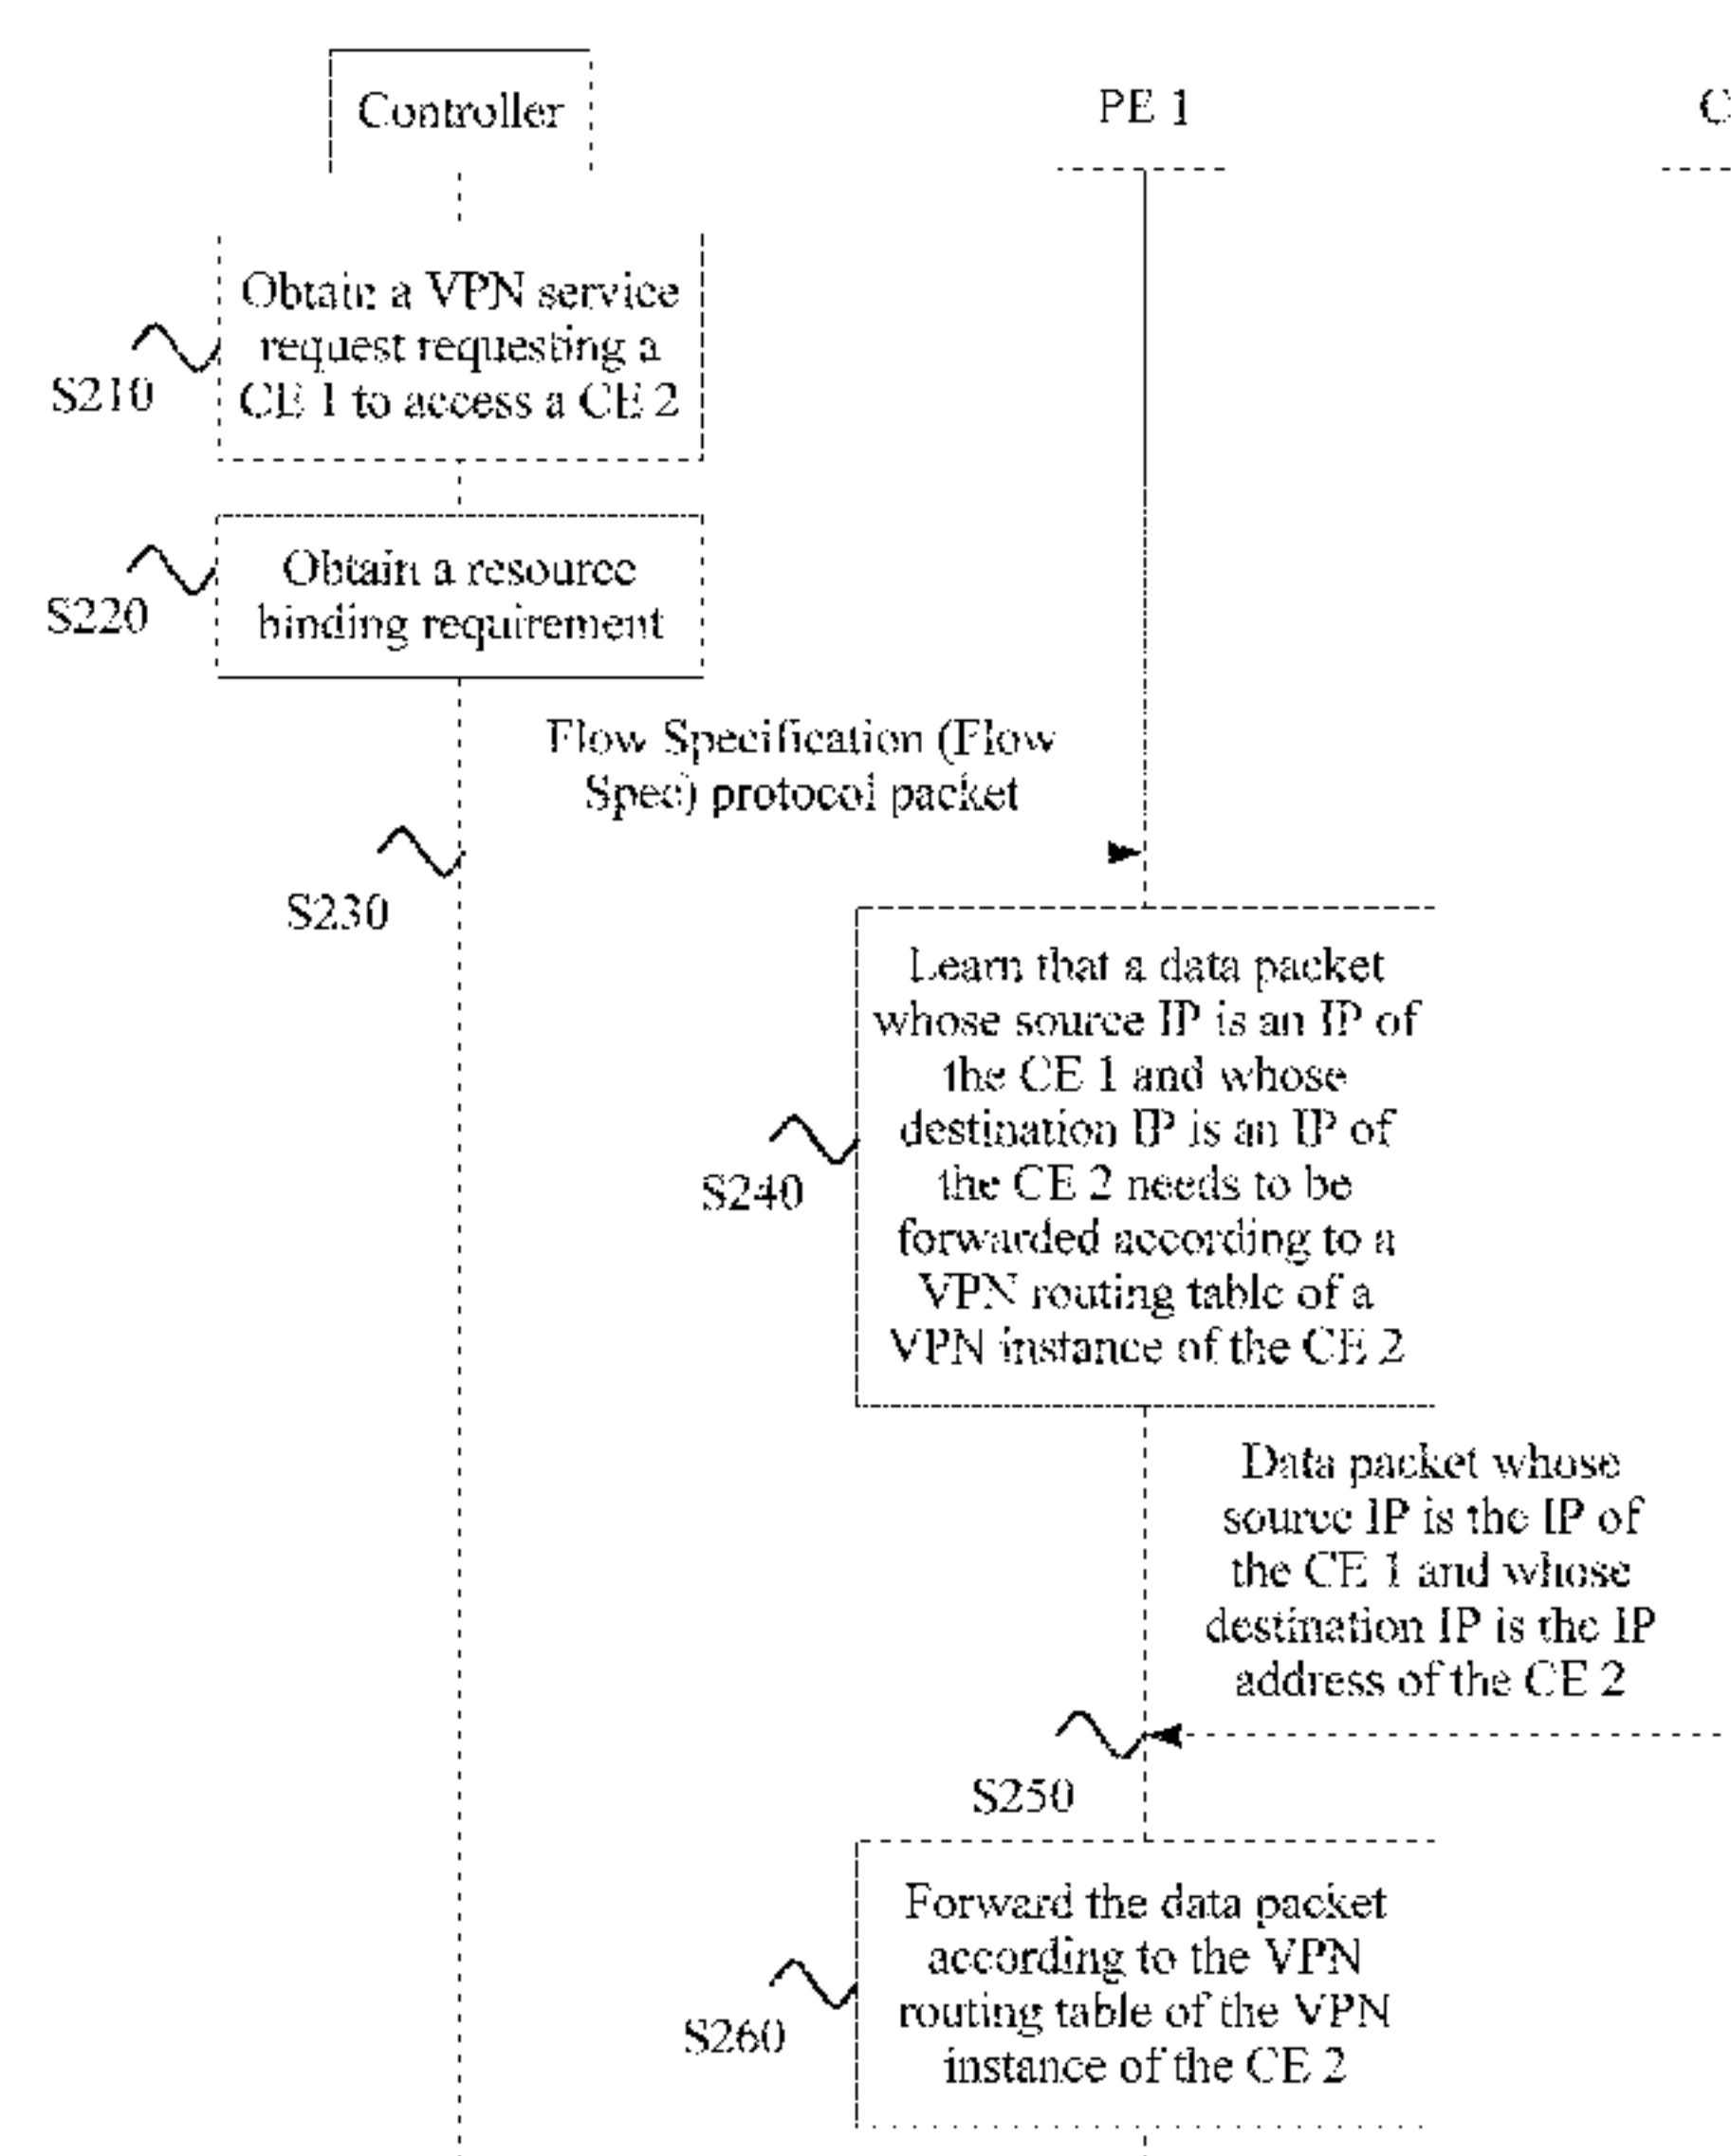 Controller
PE 1
C
Obtain a VPN service
request requesting a
CE 1 to access a CE 2
S210
Obtain a resource
binding requirement
S220
Flow Specification (Flow
Spec) protocol packet
S230
Learn that a data packet
whose source IP is an IP of
the CE 1 and whose
destination IP is an IP of
the CE 2 needs to be
forwarded according to a
VPN routing table of a
VPN instance of the CE 2
S240
Data packet whose
source IP is the IP of
the CE 1 and whose
destination IP is the IP
address of the CE 2
S250
Forward the data packet
according to the VPN
routing table of the VPN
instance of the CE 2
S260